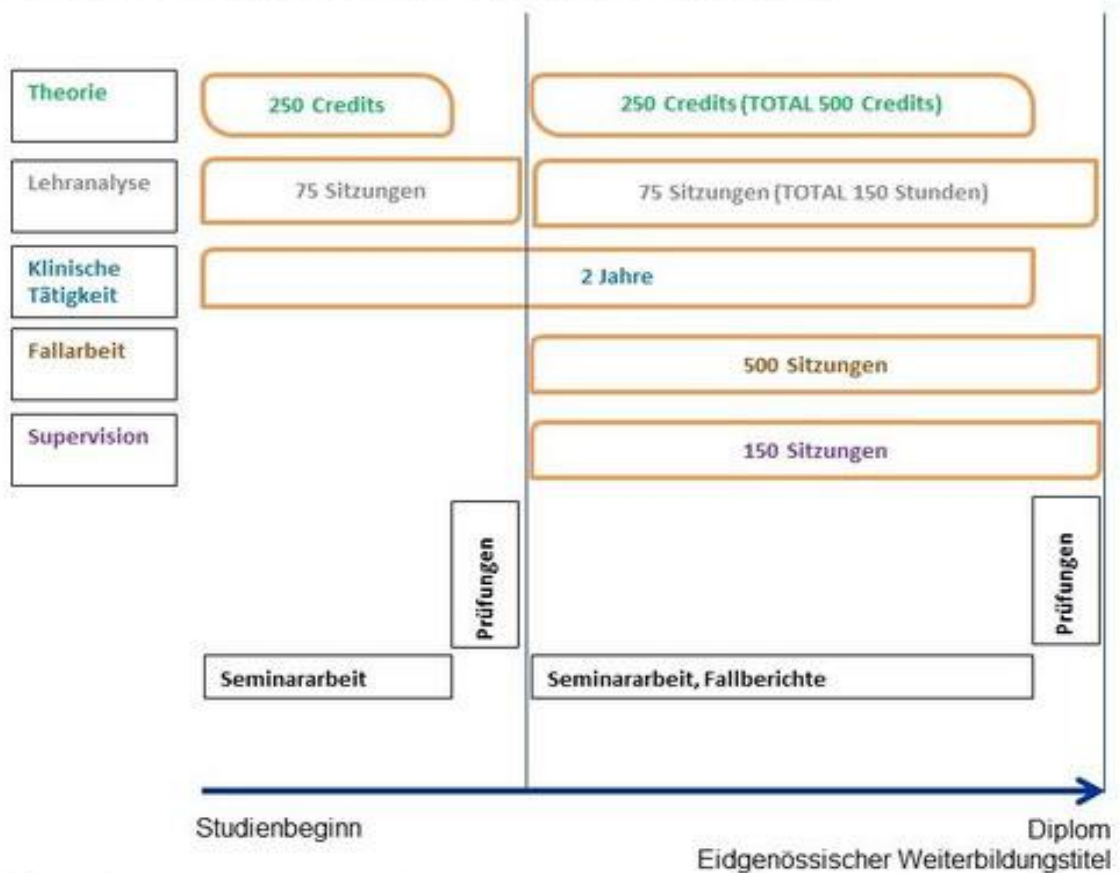 Theorie
250 Credits
250 Credits (TOTAL 500 Credits)
Lehranalyse
75 Sitzungen
75 Sitzungen (TOTAL 150 Stunden)
Klinische
Tätigkeit
2 Jahre
Fallarbeit
500 Sitzungen
Supervision
150 Sitzungen
Prüfungen
Prüfungen
Seminararbeit
Seminararbeit, Fallberichte
Studienbeginn
Diplom
Eidgenössischer Weiterbildungstitel